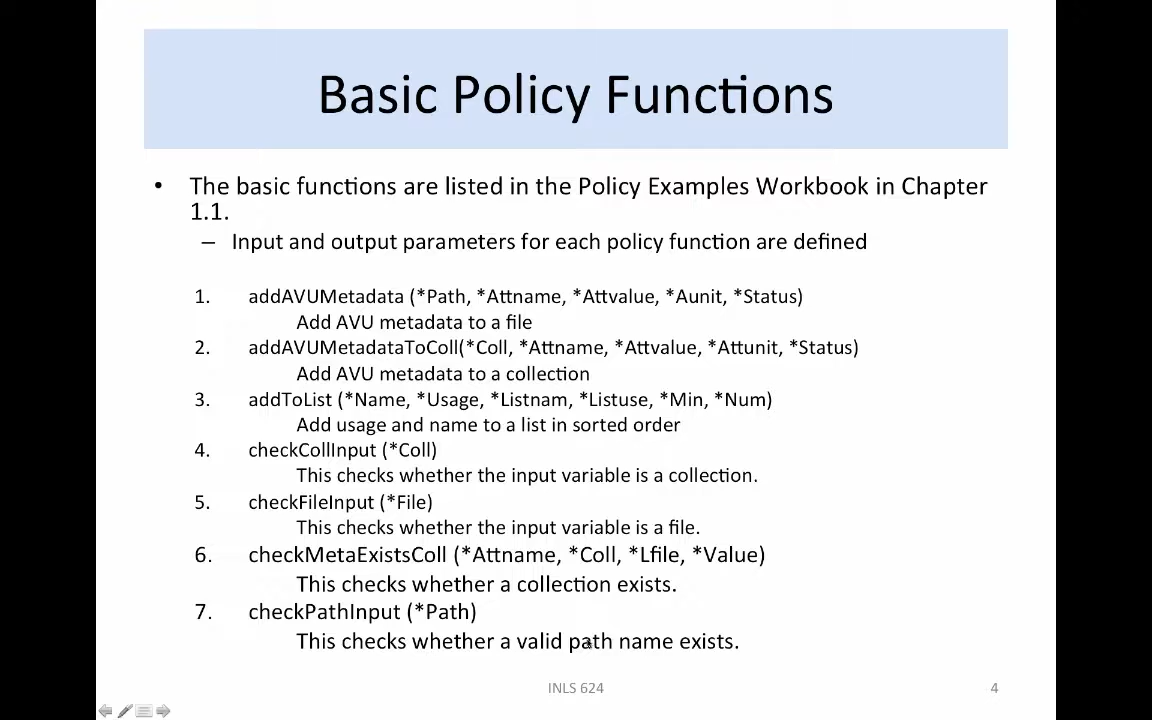 Basic Policy Functions
• The basic functions are listed in the Policy Examples Workbook in Chapter
1.1.
– Input and output parameters for each policy function are defined
1. addAVUMetadata (*Path, *Attname, *Attvalue, *Aunit, *Status)
Add AVU metadata to a file
2. addAVUMetadataToColl(*Coll, *Attname, *Attvalue, *Attunit, *Status)
Add AVU metadata to a collection
3. addToList (*Name, *Usage, *Listnam, *Listuse, *Min, *Num)
Add usage and name to a list in sorted order
4. checkCollInput (*Coll)
This checks whether the input variable is a collection.
5. checkFileInput (*File)
This checks whether the input variable is a file.
6. checkMetaExistsColl (*Attname, *Coll, *Lfile, *Value)
This checks whether a collection exists.
7. checkPathInput (*Path)
This checks whether a valid path name exists.
INLS 624
4